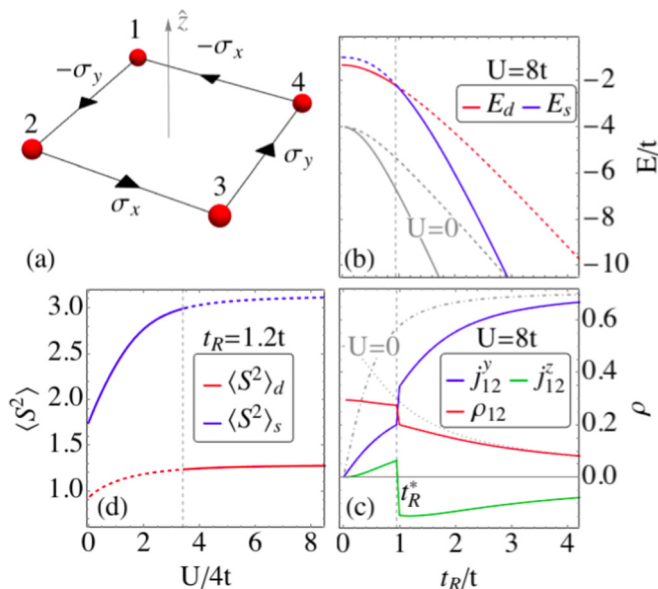 1
ẑ
−σx
−σy
4
2
σy
σx
3
(a)
U=8t
Ed Es
U=0
(b)
−2
−4
−6
−8
−10
E/t
3.0
2.5
2.0
1.5
1.0
⟨S²⟩
tR=1.2t
⟨S²⟩d
⟨S²⟩s
(d)
0 2 4 6 8
U/4t
U=8t
U=0
j₁₂ʸ j₁₂ᶻ
ρ₁₂
tR*
(c)
0.6
0.4
0.2
0.0
ρ
0 1 2 3 4
tR/t